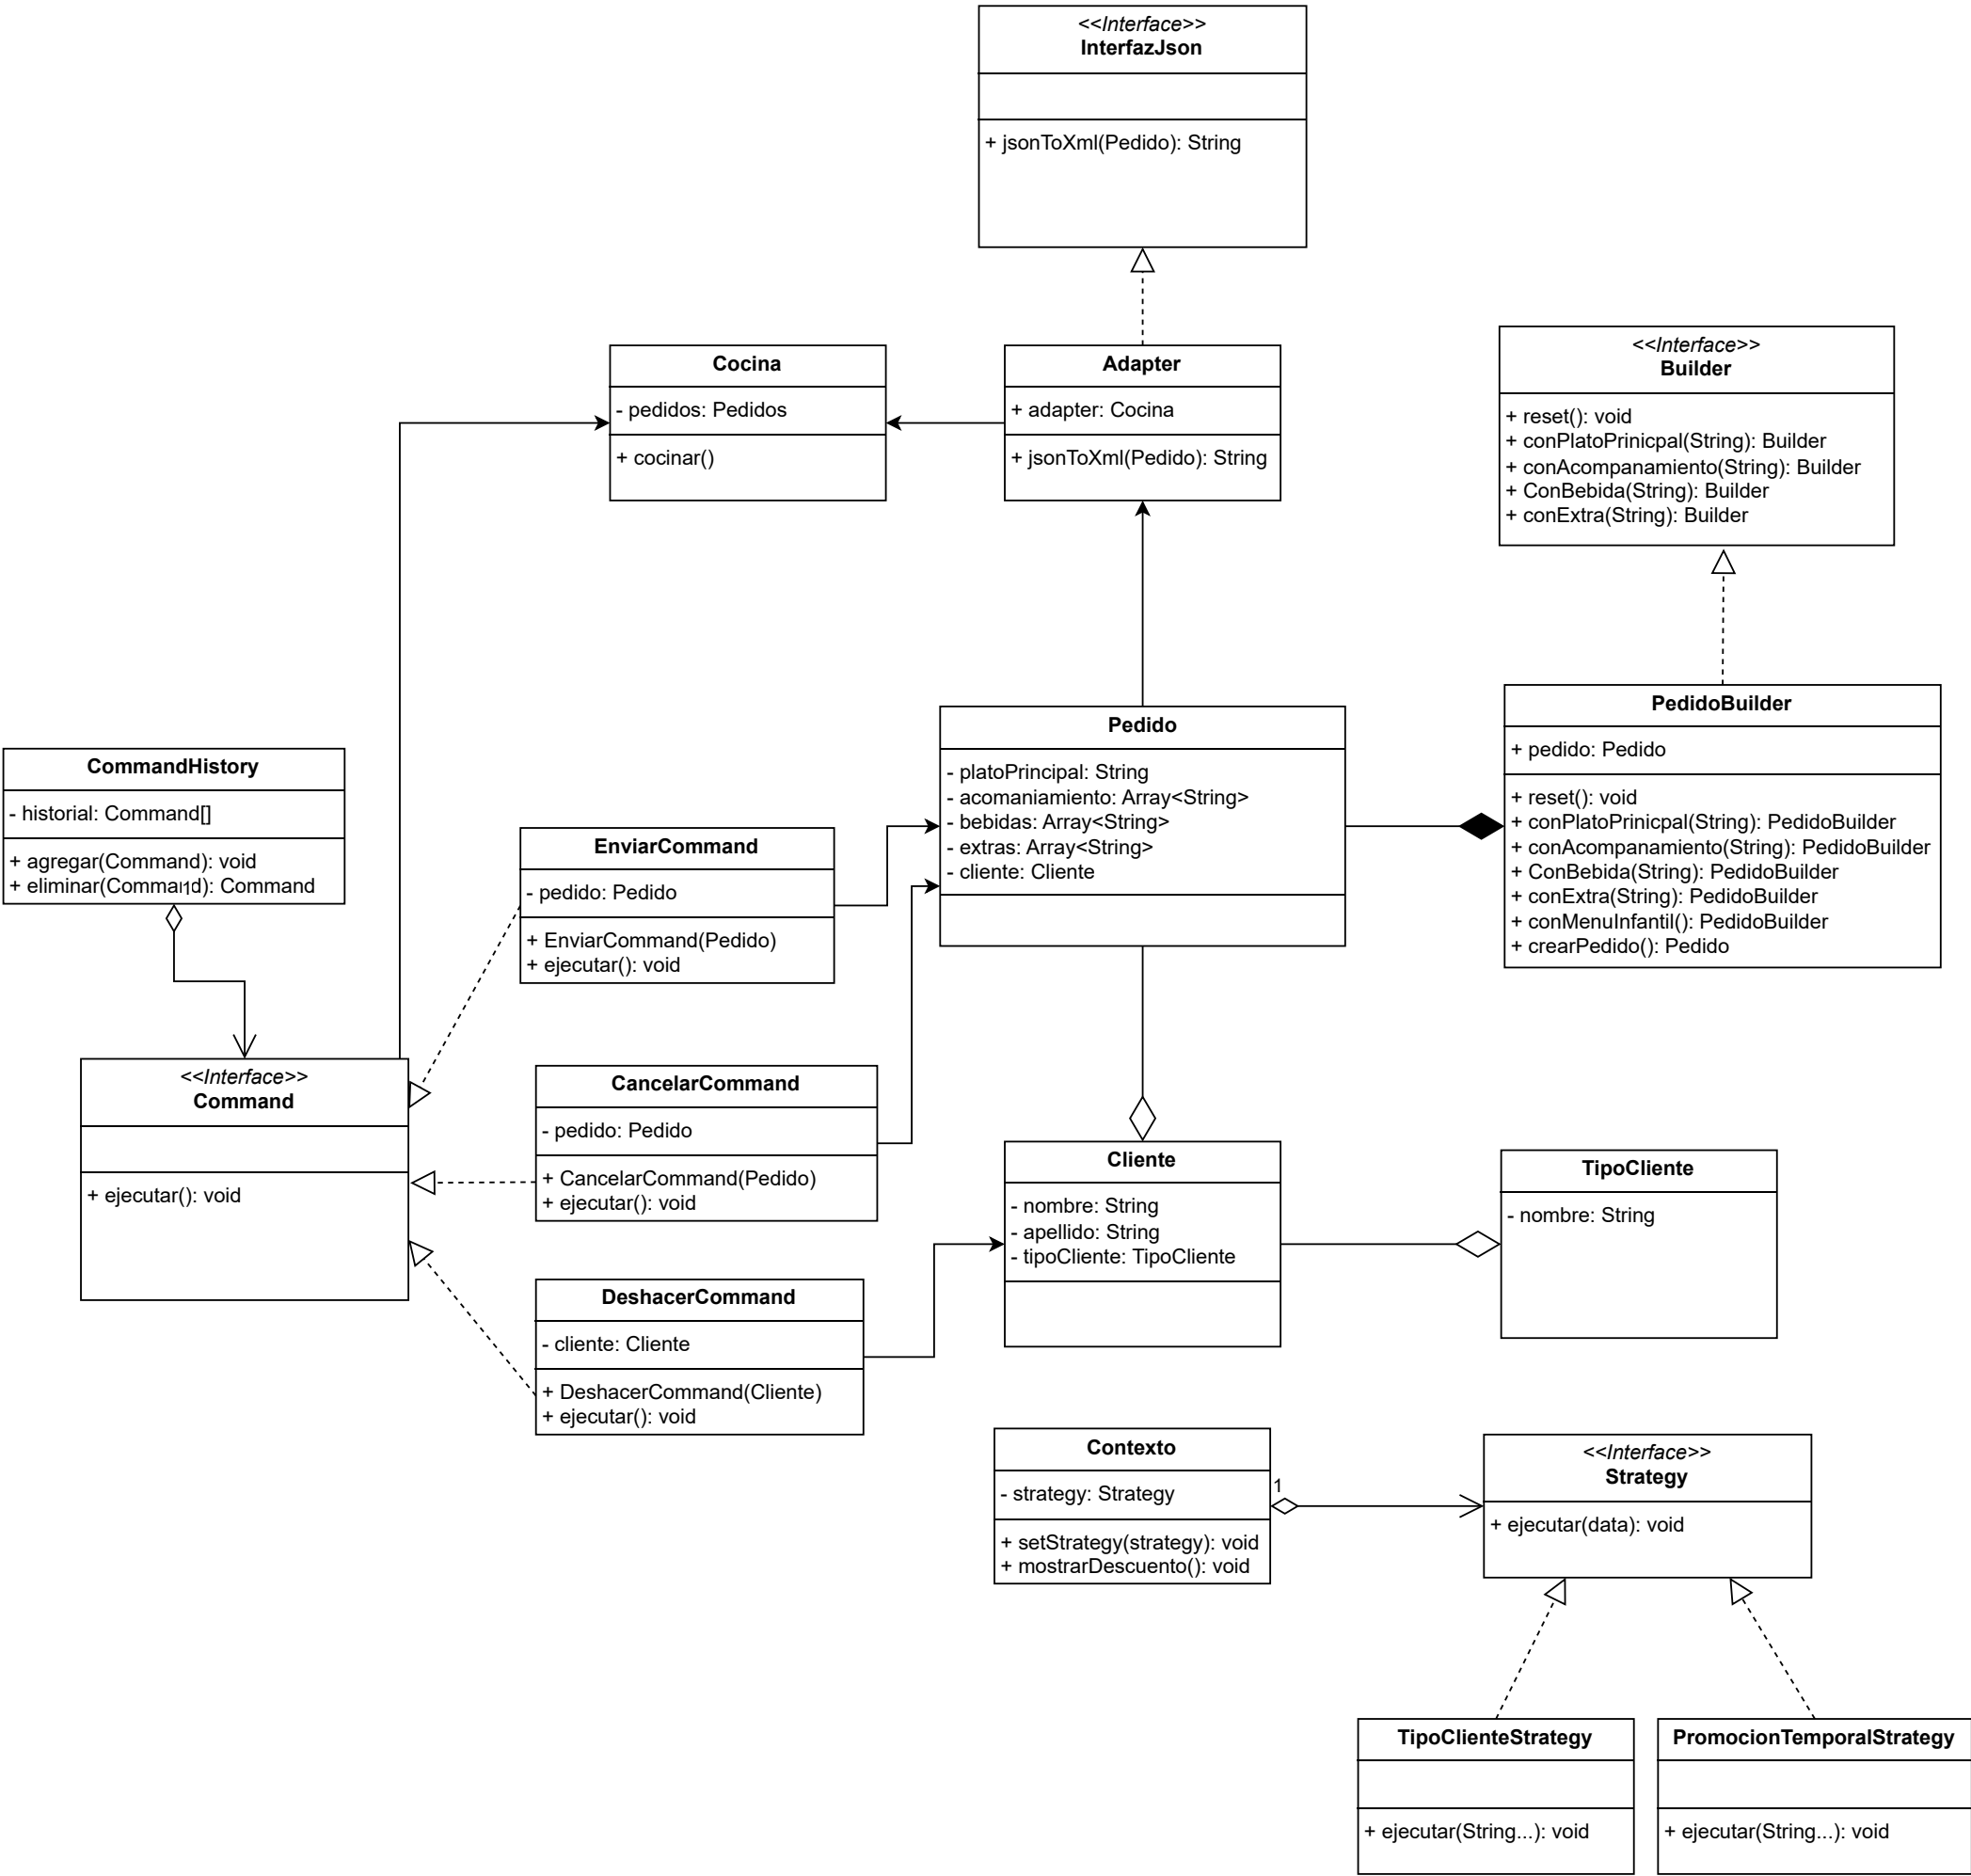 <<Interface>>
InterfazJson
+ jsonToXml(Pedido): String
Cocina
- pedidos: Pedidos
+ cocinar()
Adapter
+ adapter: Cocina
+ jsonToXml(Pedido): String
<<Interface>>
Builder
+ reset(): void
+ conPlatoPrinicpal(String): Builder
+ conAcompanamiento(String): Builder
+ ConBebida(String): Builder
+ conExtra(String): Builder
Pedido
- platoPrincipal: String
- acomaniamiento: Array<String>
- bebidas: Array<String>
- extras: Array<String>
- cliente: Cliente
PedidoBuilder
+ pedido: Pedido
+ reset(): void
+ conPlatoPrinicpal(String): PedidoBuilder
+ conAcompanamiento(String): PedidoBuilder
+ ConBebida(String): PedidoBuilder
+ conExtra(String): PedidoBuilder
+ conMenuInfantil(): PedidoBuilder
+ crearPedido(): Pedido
CommandHistory
- historial: Command[]
+ agregar(Command): void
+ eliminar(Command): Command
1
EnviarCommand
- pedido: Pedido
+ EnviarCommand(Pedido)
+ ejecutar(): void
<<Interface>>
Command
+ ejecutar(): void
CancelarCommand
- pedido: Pedido
+ CancelarCommand(Pedido)
+ ejecutar(): void
Cliente
- nombre: String
- apellido: String
- tipoCliente: TipoCliente
TipoCliente
- nombre: String
DeshacerCommand
- cliente: Cliente
+ DeshacerCommand(Cliente)
+ ejecutar(): void
Contexto
- strategy: Strategy
+ setStrategy(strategy): void
+ mostrarDescuento(): void
1
<<Interface>>
Strategy
+ ejecutar(data): void
TipoClienteStrategy
+ ejecutar(String...): void
PromocionTemporalStrategy
+ ejecutar(String...): void